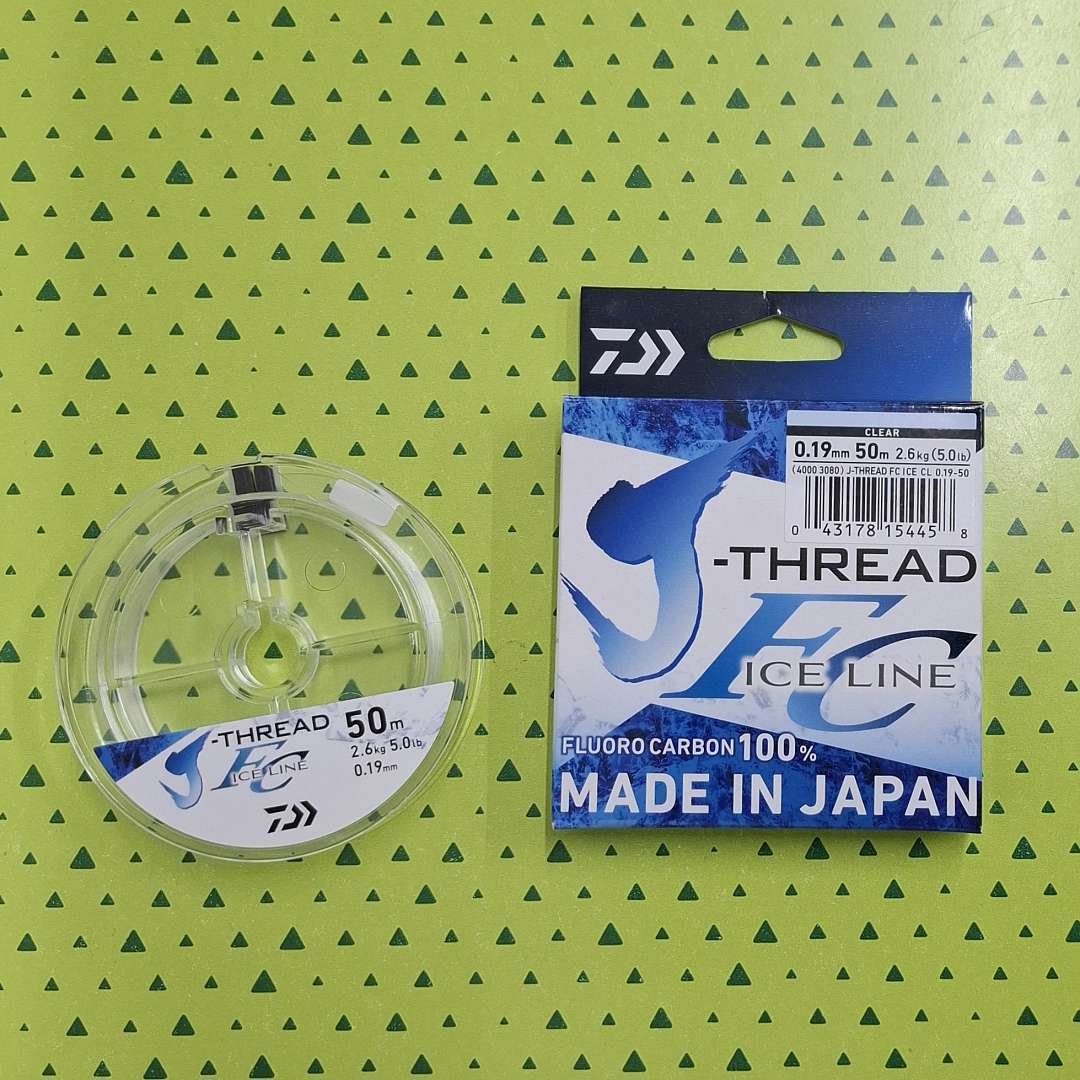 -THREAD 50m
2.6kg 5.0lb
FC ICE LINE
0.19mm
CLEAR
0.19mm 50m 2.6kg (5.0lb)
(4000 3080) J-THREAD FC ICE CL 0.19-50
0 43178 15445 8
J-THREAD
FC
ICE LINE
FLUORO CARBON 100%
MADE IN JAPAN